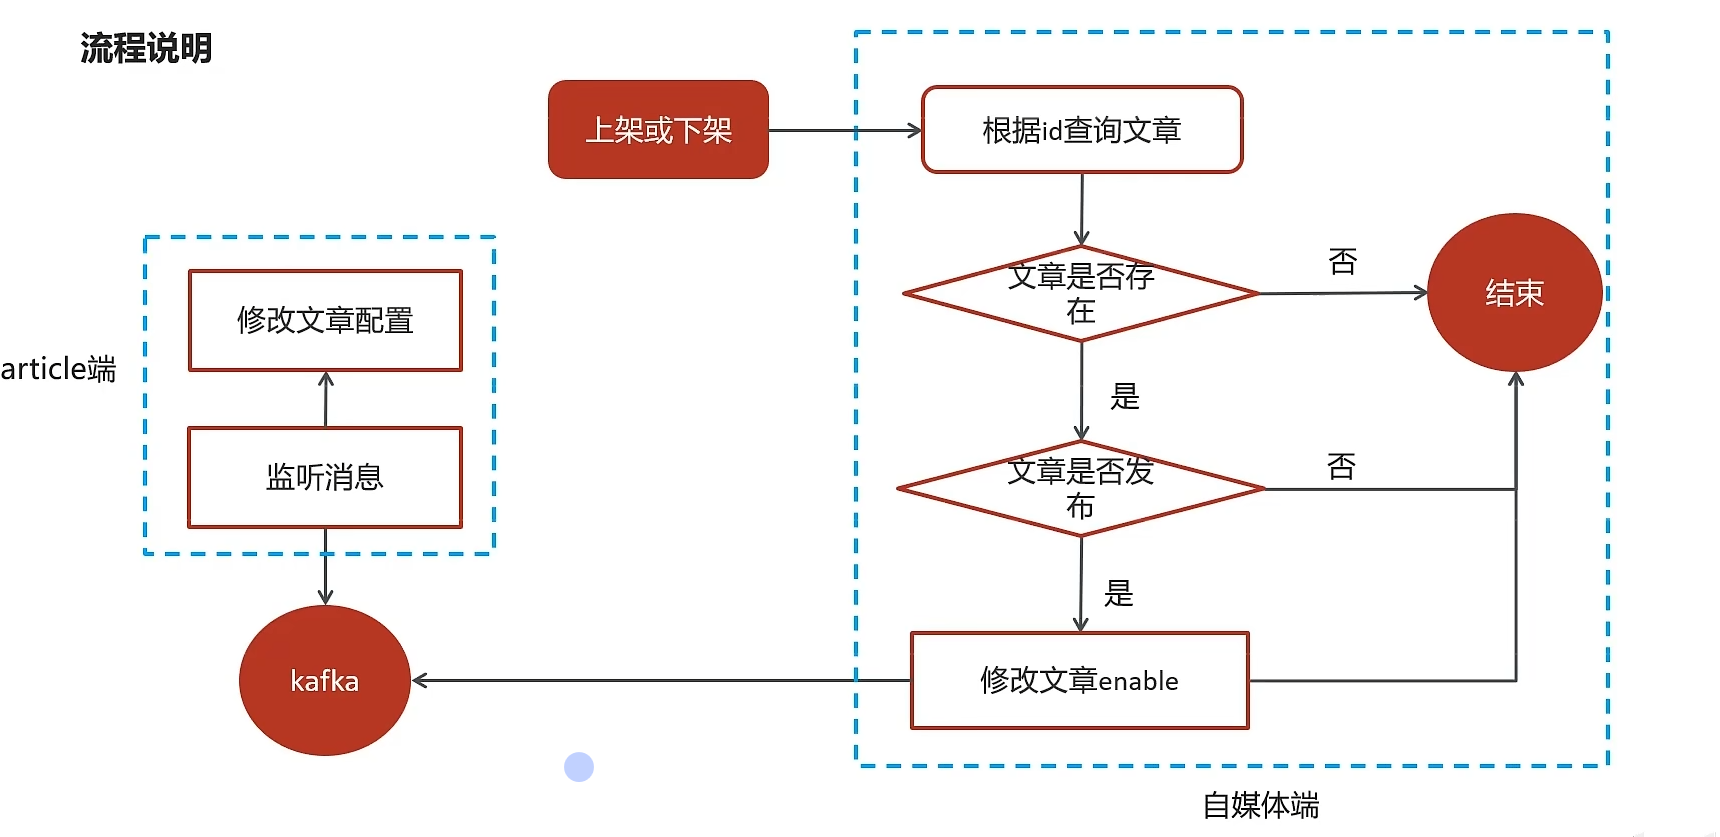 流程说明
上架或下架
根据id查询文章
文章是否存
在
否
结束
是
文章是否发
布
否
是
修改文章enable
自媒体端
修改文章配置
article端
监听消息
kafka